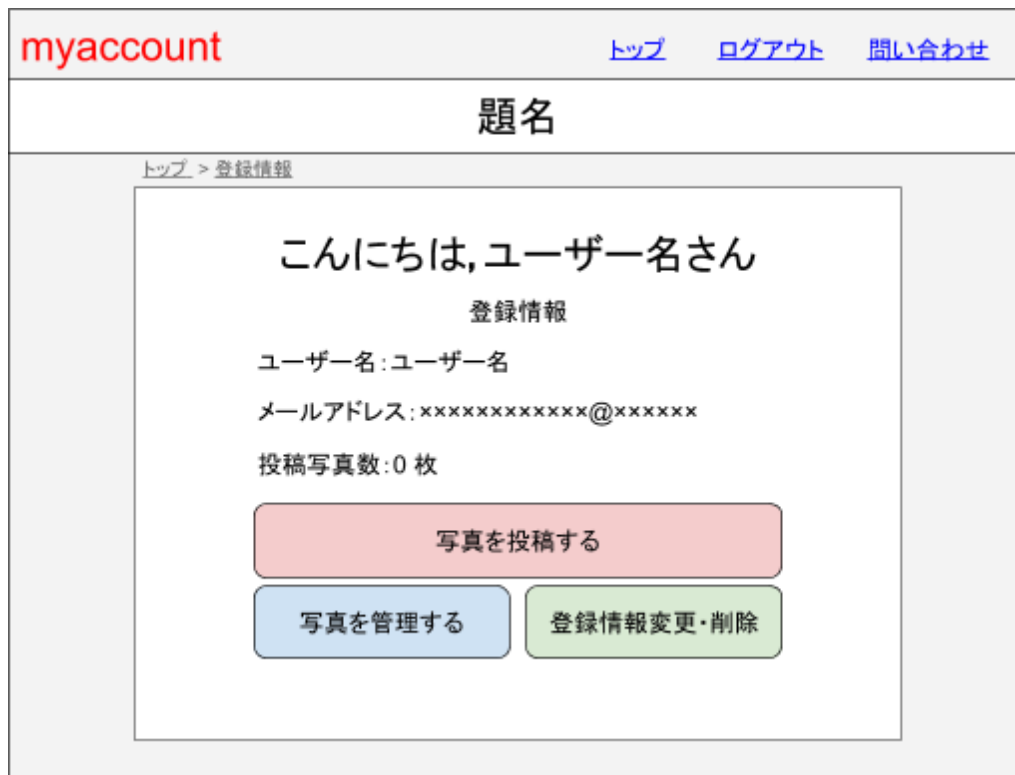 myaccount トップ ログアウト 問い合わせ
題名
トップ > 登録情報
こんにちは,ユーザー名さん
登録情報
ユーザー名:ユーザー名
メールアドレス:××××××××××××@××××××
投稿写真数:0 枚
写真を投稿する
写真を管理する 登録情報変更・削除